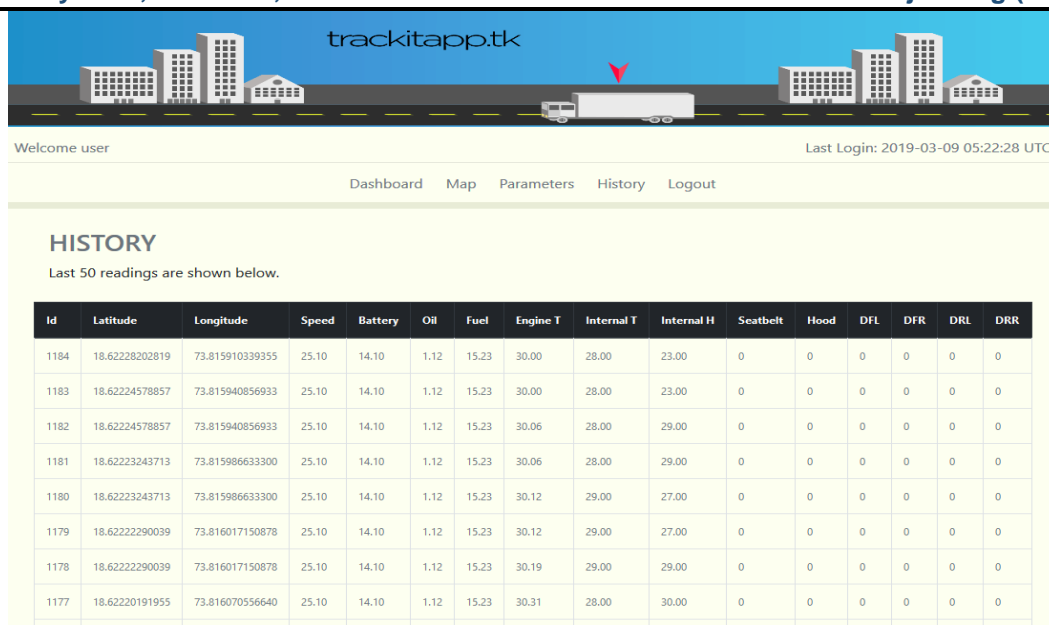 trackitapp.tk
Welcome user Last Login: 2019-03-09 05:22:28 UTC
Dashboard Map Parameters History Logout
HISTORY
Last 50 readings are shown below.
Id Latitude Longitude Speed Battery Oil Fuel Engine T Internal T Internal H Seatbelt Hood DFL DFR DRL DRR
1184 18.62228202819 73.815910339355 25.10 14.10 1.12 15.23 30.00 28.00 23.00 0 0 0 0 0 0
1183 18.62224578857 73.815940856933 25.10 14.10 1.12 15.23 30.00 28.00 23.00 0 0 0 0 0 0
1182 18.62224578857 73.815940856933 25.10 14.10 1.12 15.23 30.06 28.00 29.00 0 0 0 0 0 0
1181 18.62223243713 73.815986633300 25.10 14.10 1.12 15.23 30.06 28.00 29.00 0 0 0 0 0 0
1180 18.62223243713 73.815986633300 25.10 14.10 1.12 15.23 30.12 29.00 27.00 0 0 0 0 0 0
1179 18.62222290039 73.816017150878 25.10 14.10 1.12 15.23 30.12 29.00 27.00 0 0 0 0 0 0
1178 18.62222290039 73.816017150878 25.10 14.10 1.12 15.23 30.19 29.00 29.00 0 0 0 0 0 0
1177 18.62220191955 73.816070556640 25.10 14.10 1.12 15.23 30.31 28.00 30.00 0 0 0 0 0 0